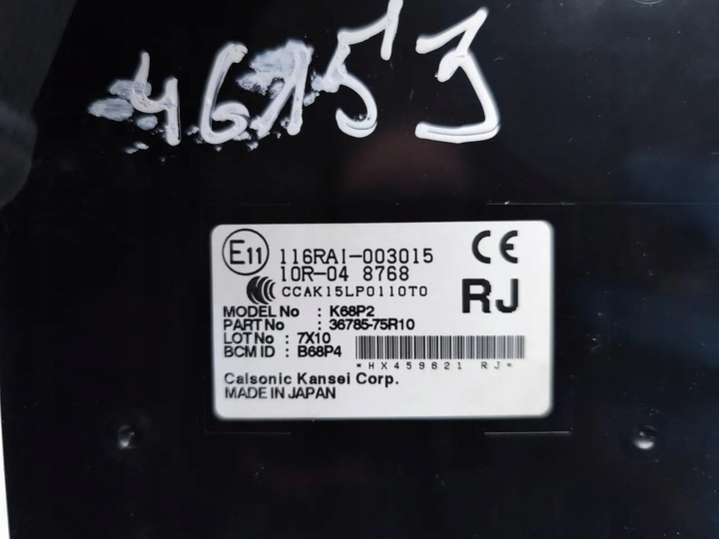 46153
E11
116RAI-003015
10R-04 8768
CCAK15LP0110T0
CE
RJ
MODEL No : K68P2
PART No : 36785-75R10
LOT No : 7X10
BCM ID : B68P4
*HX459621 RJ*
Calsonic Kansei Corp.
MADE IN JAPAN